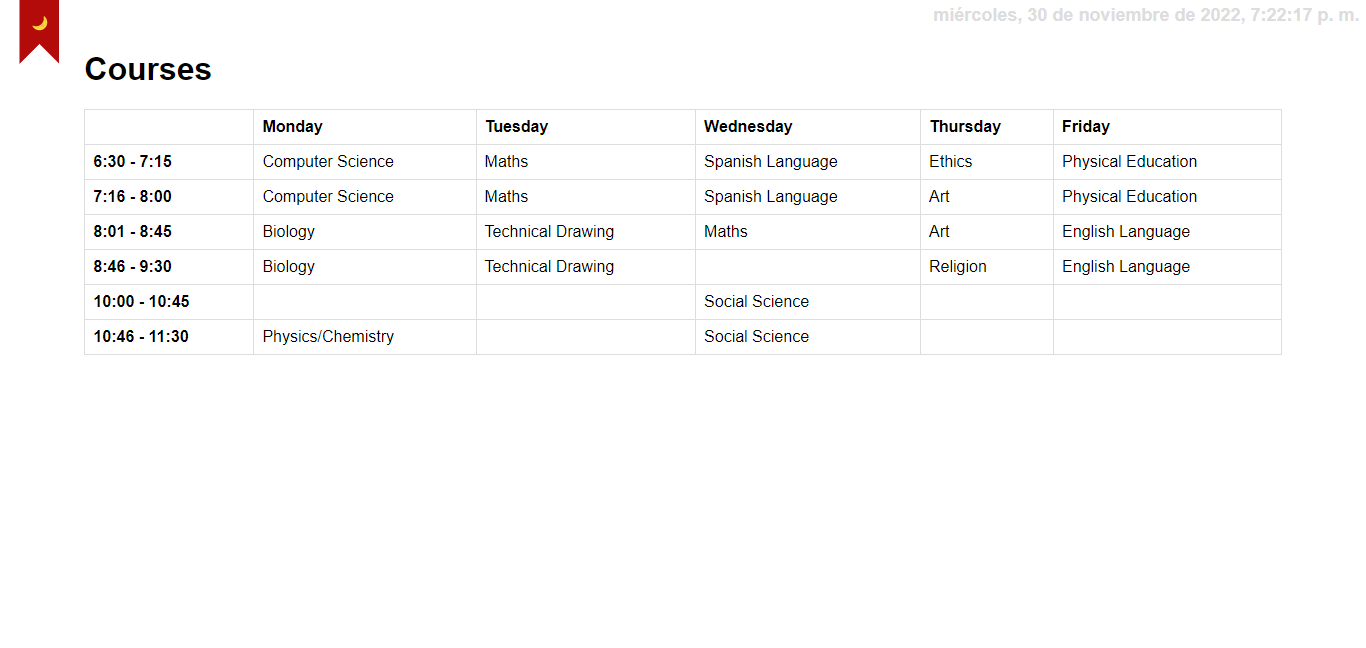 miércoles, 30 de noviembre de 2022, 7:22:17 p. m.
Courses
Monday Tuesday Wednesday Thursday Friday
6:30 - 7:15 Computer Science Maths Spanish Language Ethics Physical Education
7:16 - 8:00 Computer Science Maths Spanish Language Art Physical Education
8:01 - 8:45 Biology Technical Drawing Maths Art English Language
8:46 - 9:30 Biology Technical Drawing Religion English Language
10:00 - 10:45 Social Science
10:46 - 11:30 Physics/Chemistry Social Science